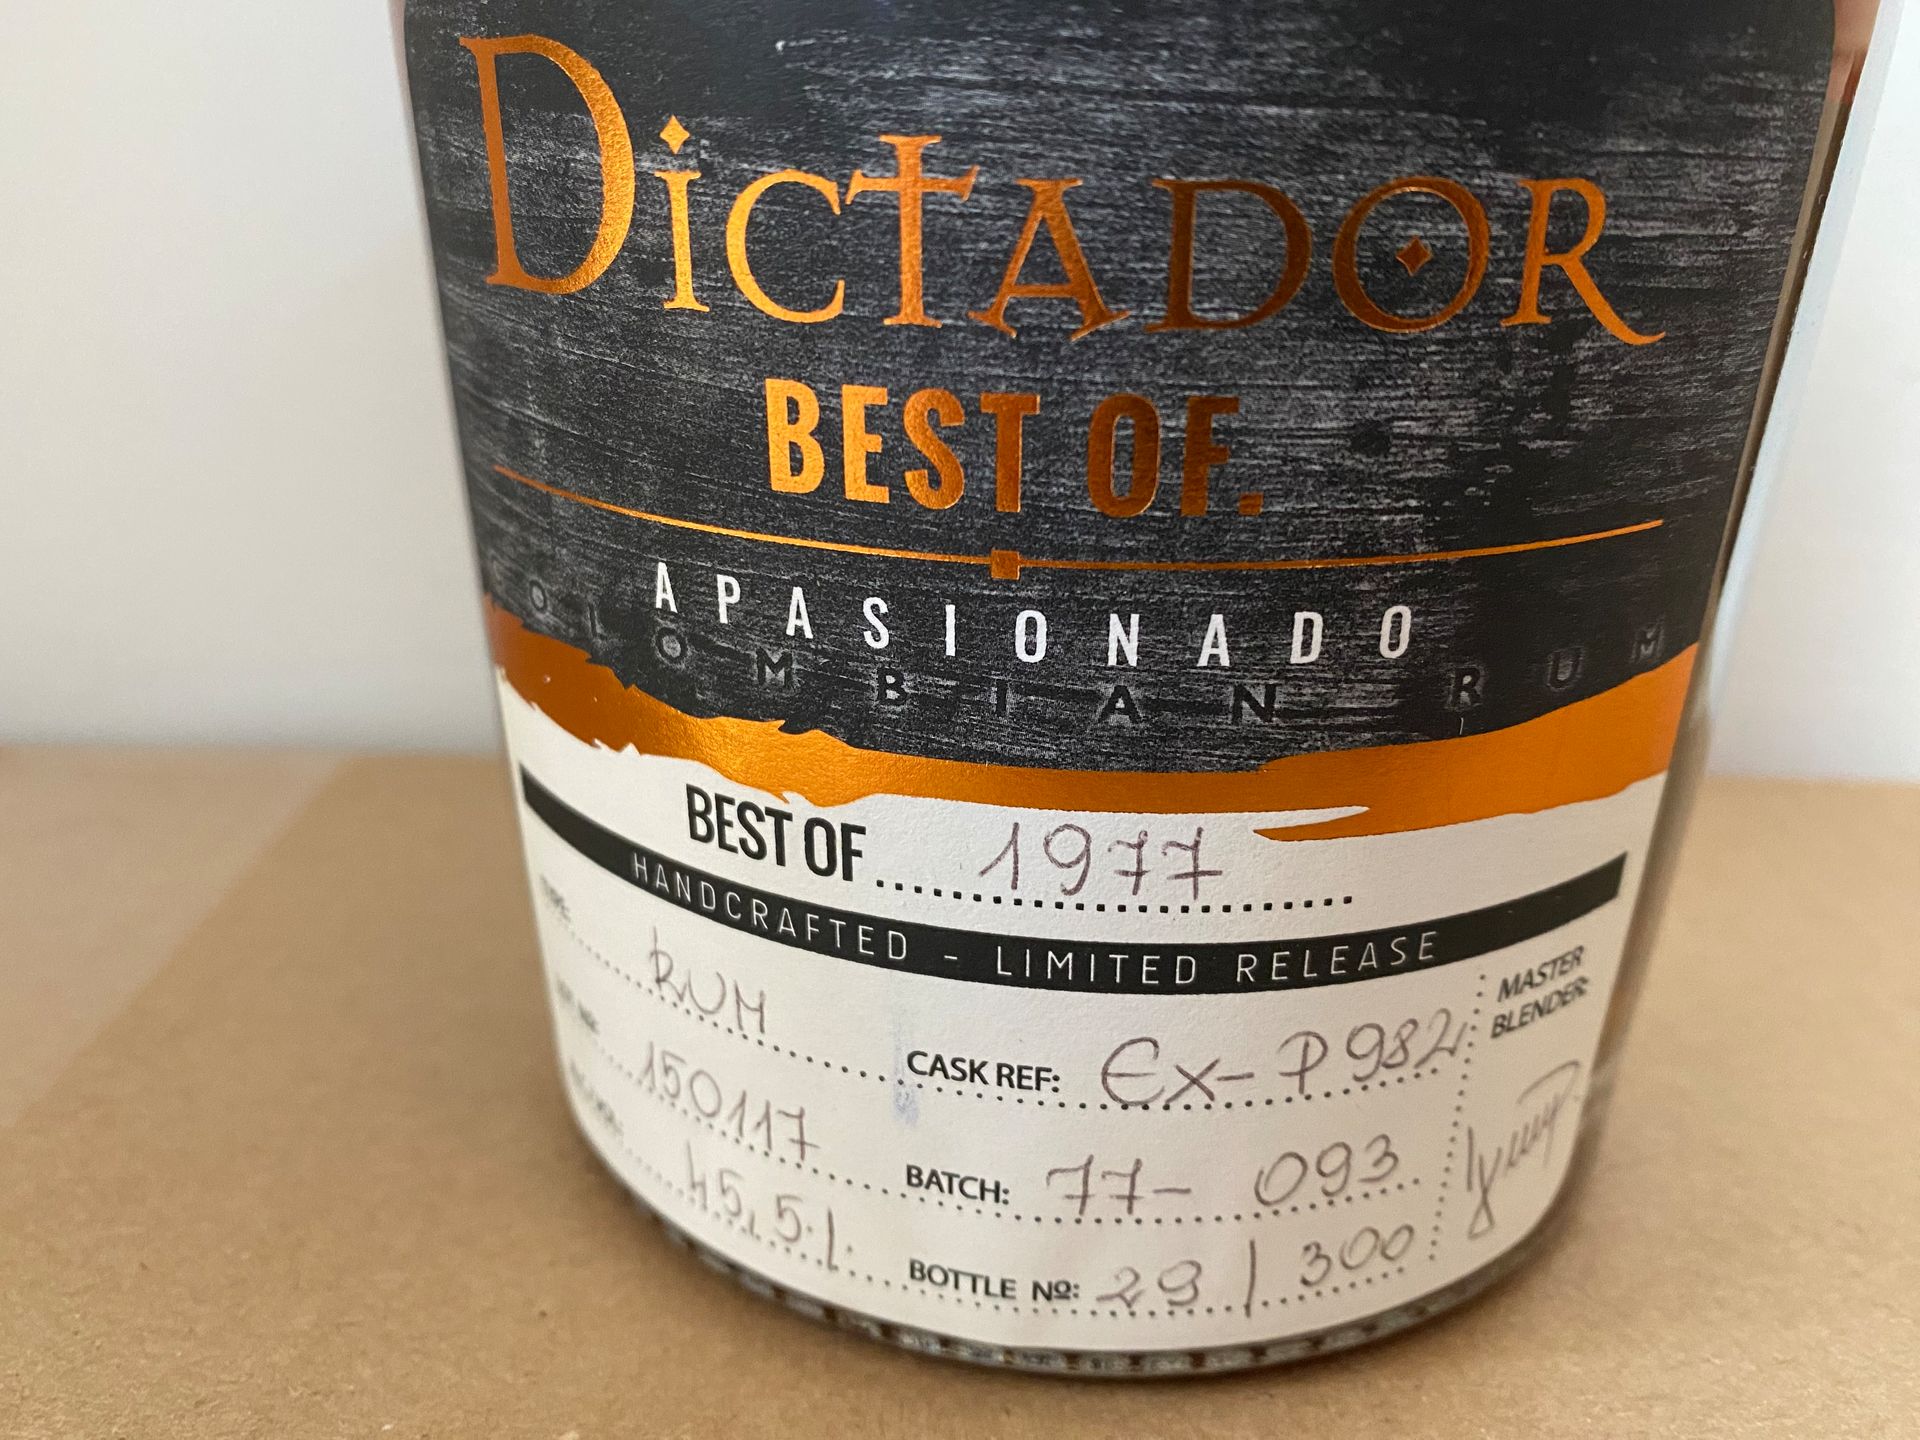 DICTADOR
BEST OF.
APASIONADO
COLOMBIAN RUM
BEST OF 1977
HANDCRAFTED - LIMITED RELEASE
RUM
150117
45,5
CASK REF: Ex-P982
BATCH: 77-093
BOTTLE Nº: 29/300
MASTER
BLENDER: